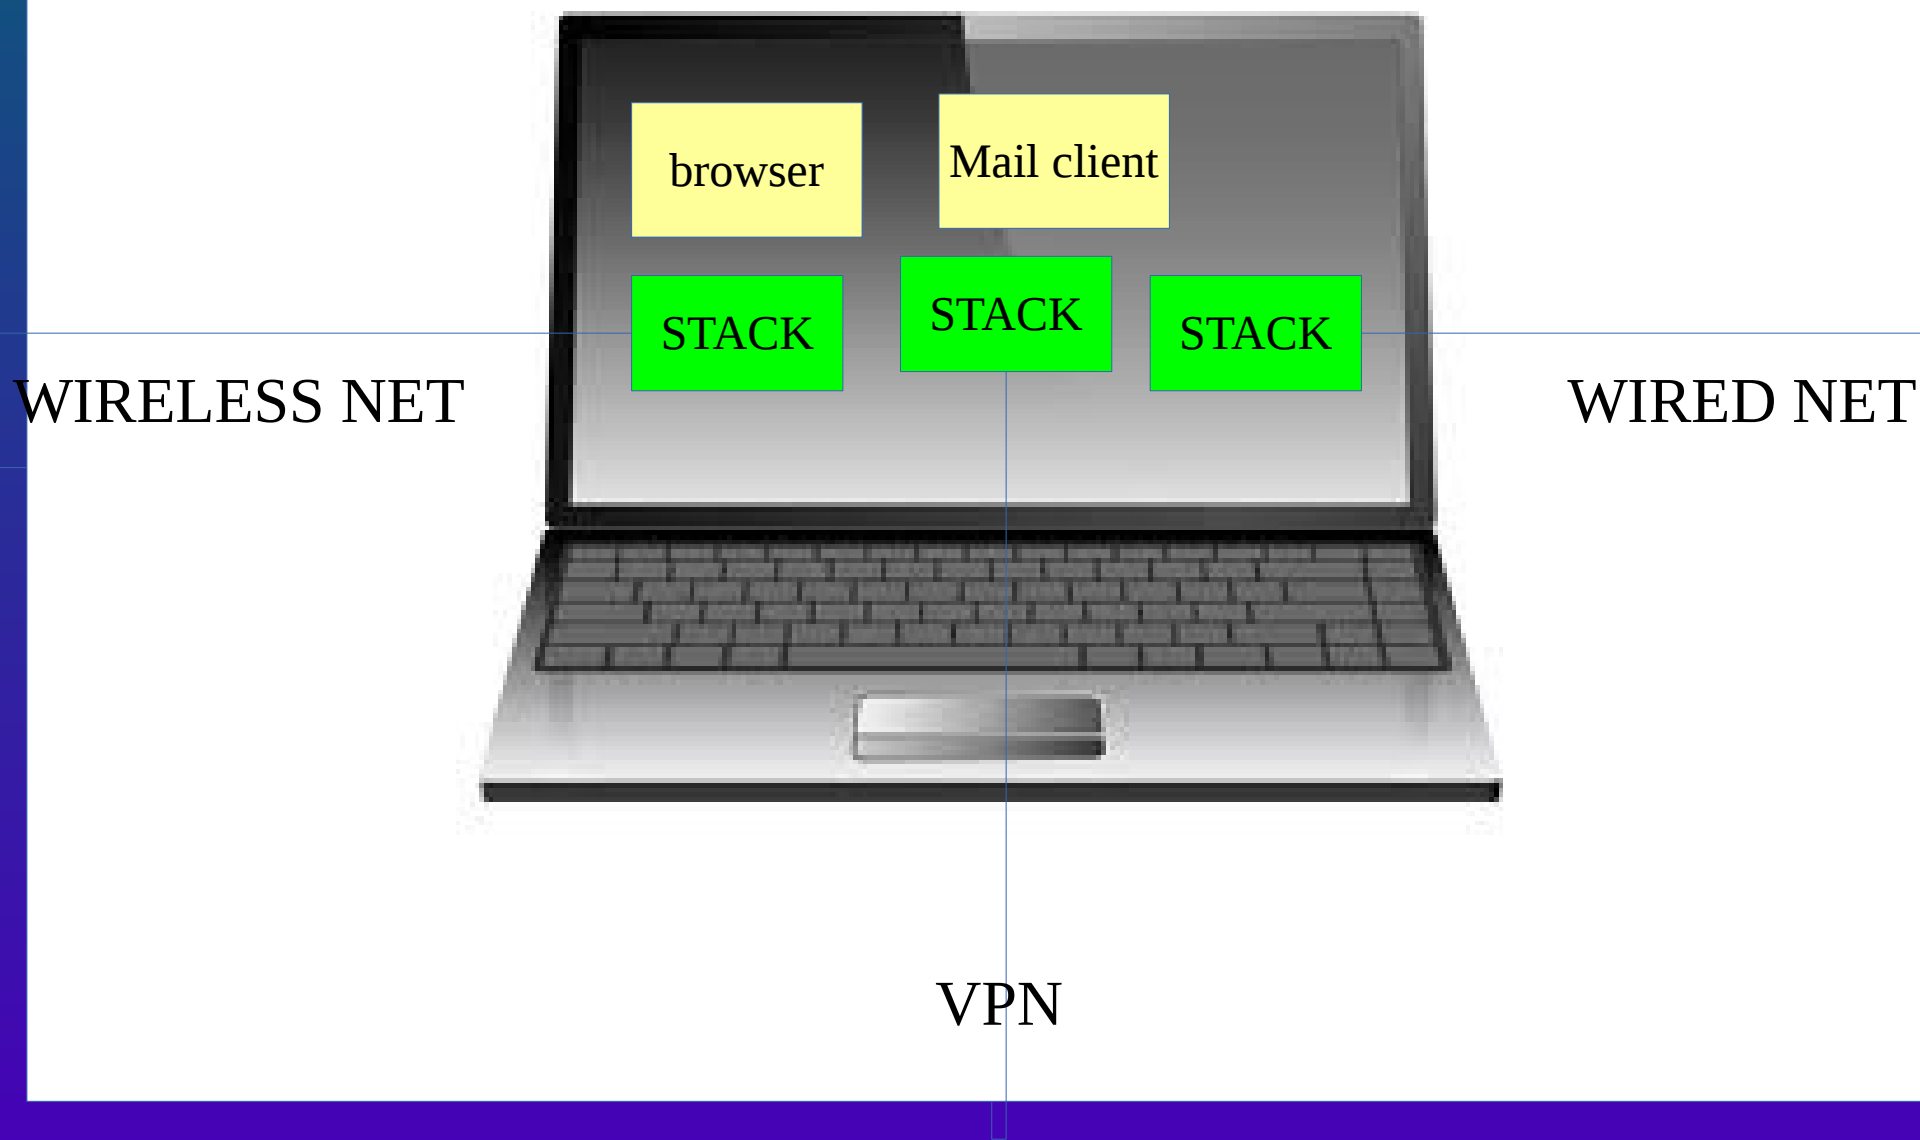 browser
Mail client
STACK
STACK
STACK
WIRELESS NET
WIRED NET
VPN